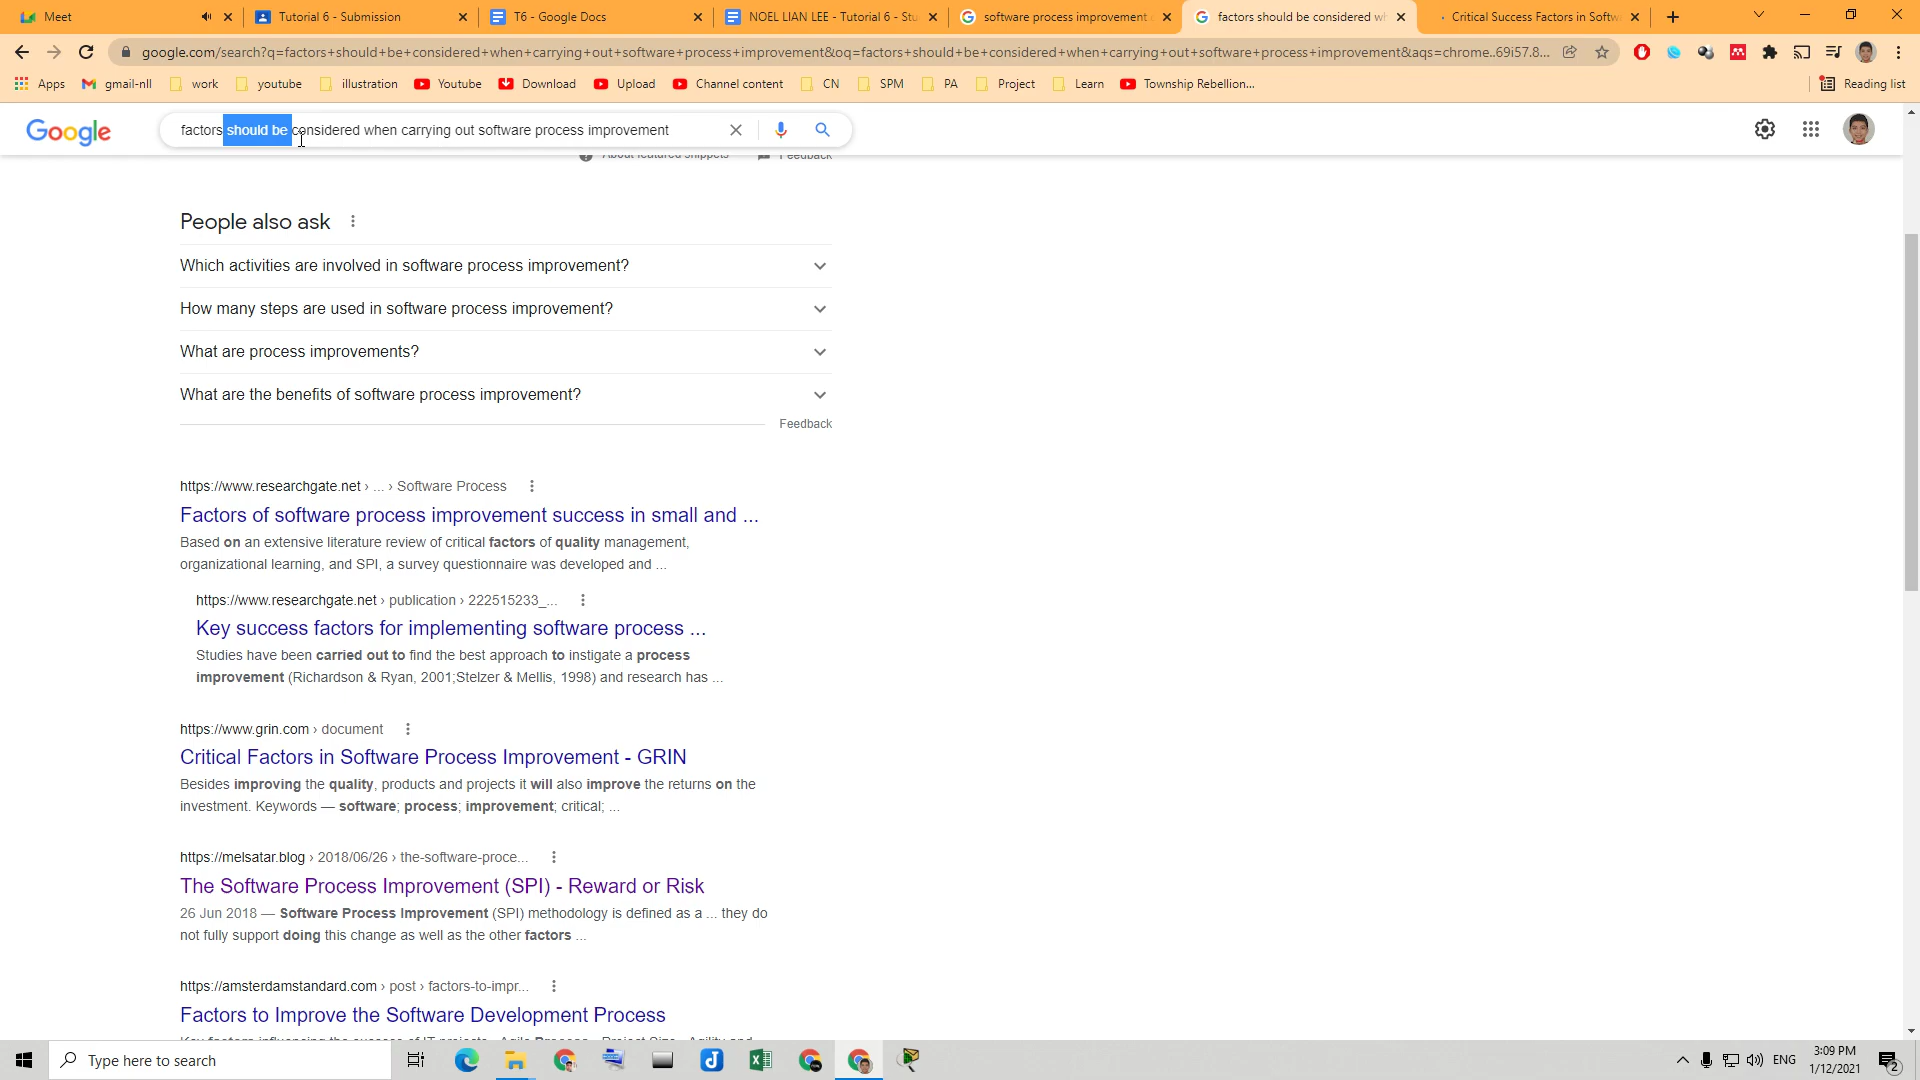 Meet
Tutorial 6 - Submission
T6 - Google Docs
NOEL LIAN LEE - Tutorial 6 - Stu
software process improvement
factors should be considered wh
Critical Success Factors in Softw
google.com/search?q=factors+should+be+considered+when+carrying+out+software+process+improvement&oq=factors+should+be+considered+when+carrying+out+software+process+improvement&aqs=chrome..69i57.8...
Apps
gmail-nll
work
youtube
illustration
Youtube
Download
Upload
Channel content
CN
SPM
PA
Project
Learn
Township Rebellion...
Reading list
Google
factors should be considered when carrying out software process improvement
About featured snippets
Feedback
People also ask
Which activities are involved in software process improvement?
How many steps are used in software process improvement?
What are process improvements?
What are the benefits of software process improvement?
Feedback
https://www.researchgate.net › ... › Software Process
Factors of software process improvement success in small and ...
Based on an extensive literature review of critical factors of quality management,
organizational learning, and SPI, a survey questionnaire was developed and ...
https://www.researchgate.net › publication › 222515233_...
Key success factors for implementing software process ...
Studies have been carried out to find the best approach to instigate a process
improvement (Richardson & Ryan, 2001;Stelzer & Mellis, 1998) and research has ...
https://www.grin.com › document
Critical Factors in Software Process Improvement - GRIN
Besides improving the quality, products and projects it will also improve the returns on the
investment. Keywords — software; process; improvement; critical; ...
https://melsatar.blog › 2018/06/26 › the-software-proce...
The Software Process Improvement (SPI) - Reward or Risk
26 Jun 2018 — Software Process Improvement (SPI) methodology is defined as a ... they do
not fully support doing this change as well as the other factors ...
https://amsterdamstandard.com › post › factors-to-impr...
Factors to Improve the Software Development Process
Type here to search
ENG
3:09 PM
1/12/2021
2